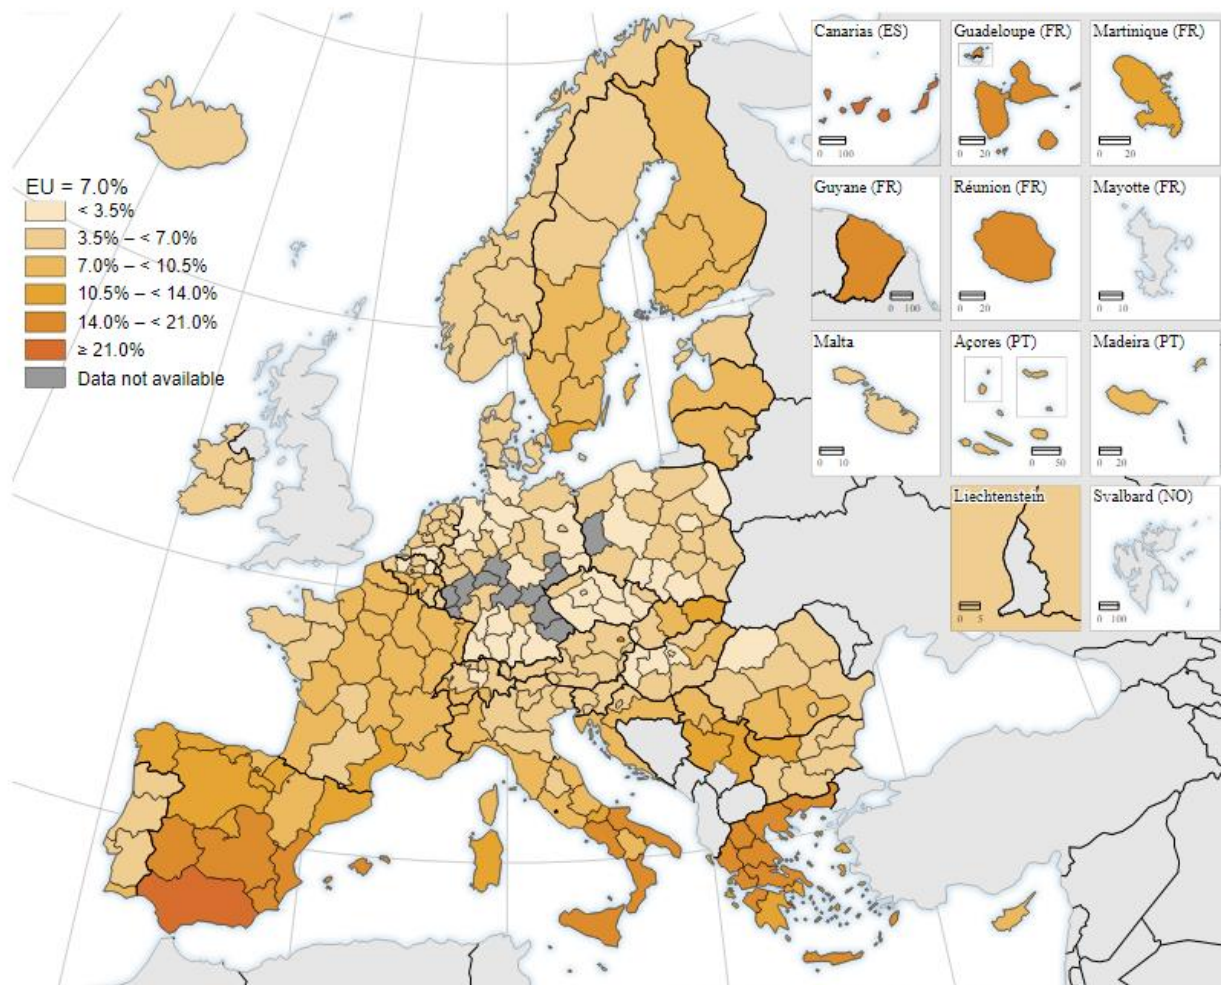 EU = 7.0%
< 3.5%
3.5% – < 7.0%
7.0% – < 10.5%
10.5% – < 14.0%
14.0% – < 21.0%
≥ 21.0%
Data not available
Canarias (ES)
0 100
Guadeloupe (FR)
0 20
Martinique (FR)
0 20
Guyane (FR)
0 100
Réunion (FR)
0 20
Mayotte (FR)
0 10
Malta
0 10
Açores (PT)
0 50
Madeira (PT)
0 20
Liechtenstein
0 5
Svalbard (NO)
0 100